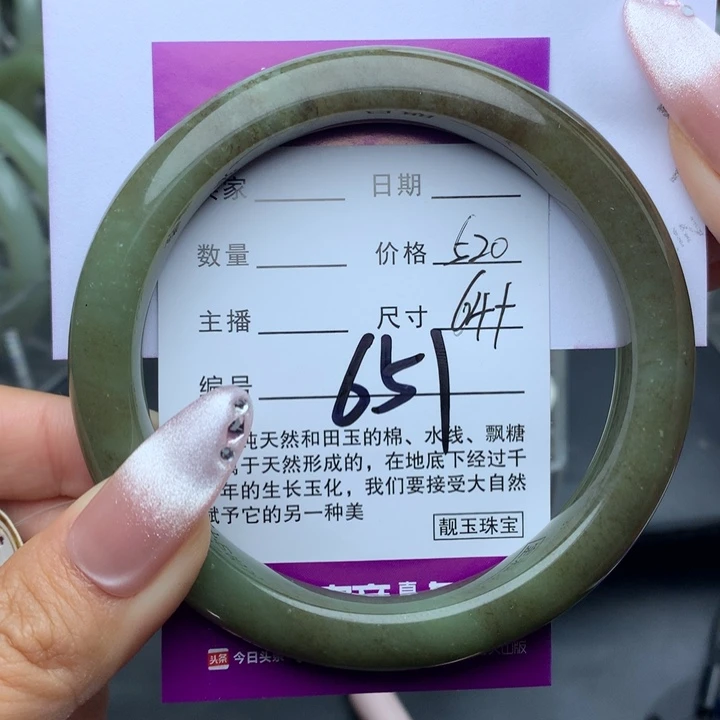 家 日期
数量 价格 520
主播 尺寸 64+
编号 651
纯天然和田玉的棉、水线、飘糖
于天然形成的，在地底下经过千
年的生长玉化，我们要接受大自然
赋予它的另一种美
靓玉珠宝
头条 今日头条